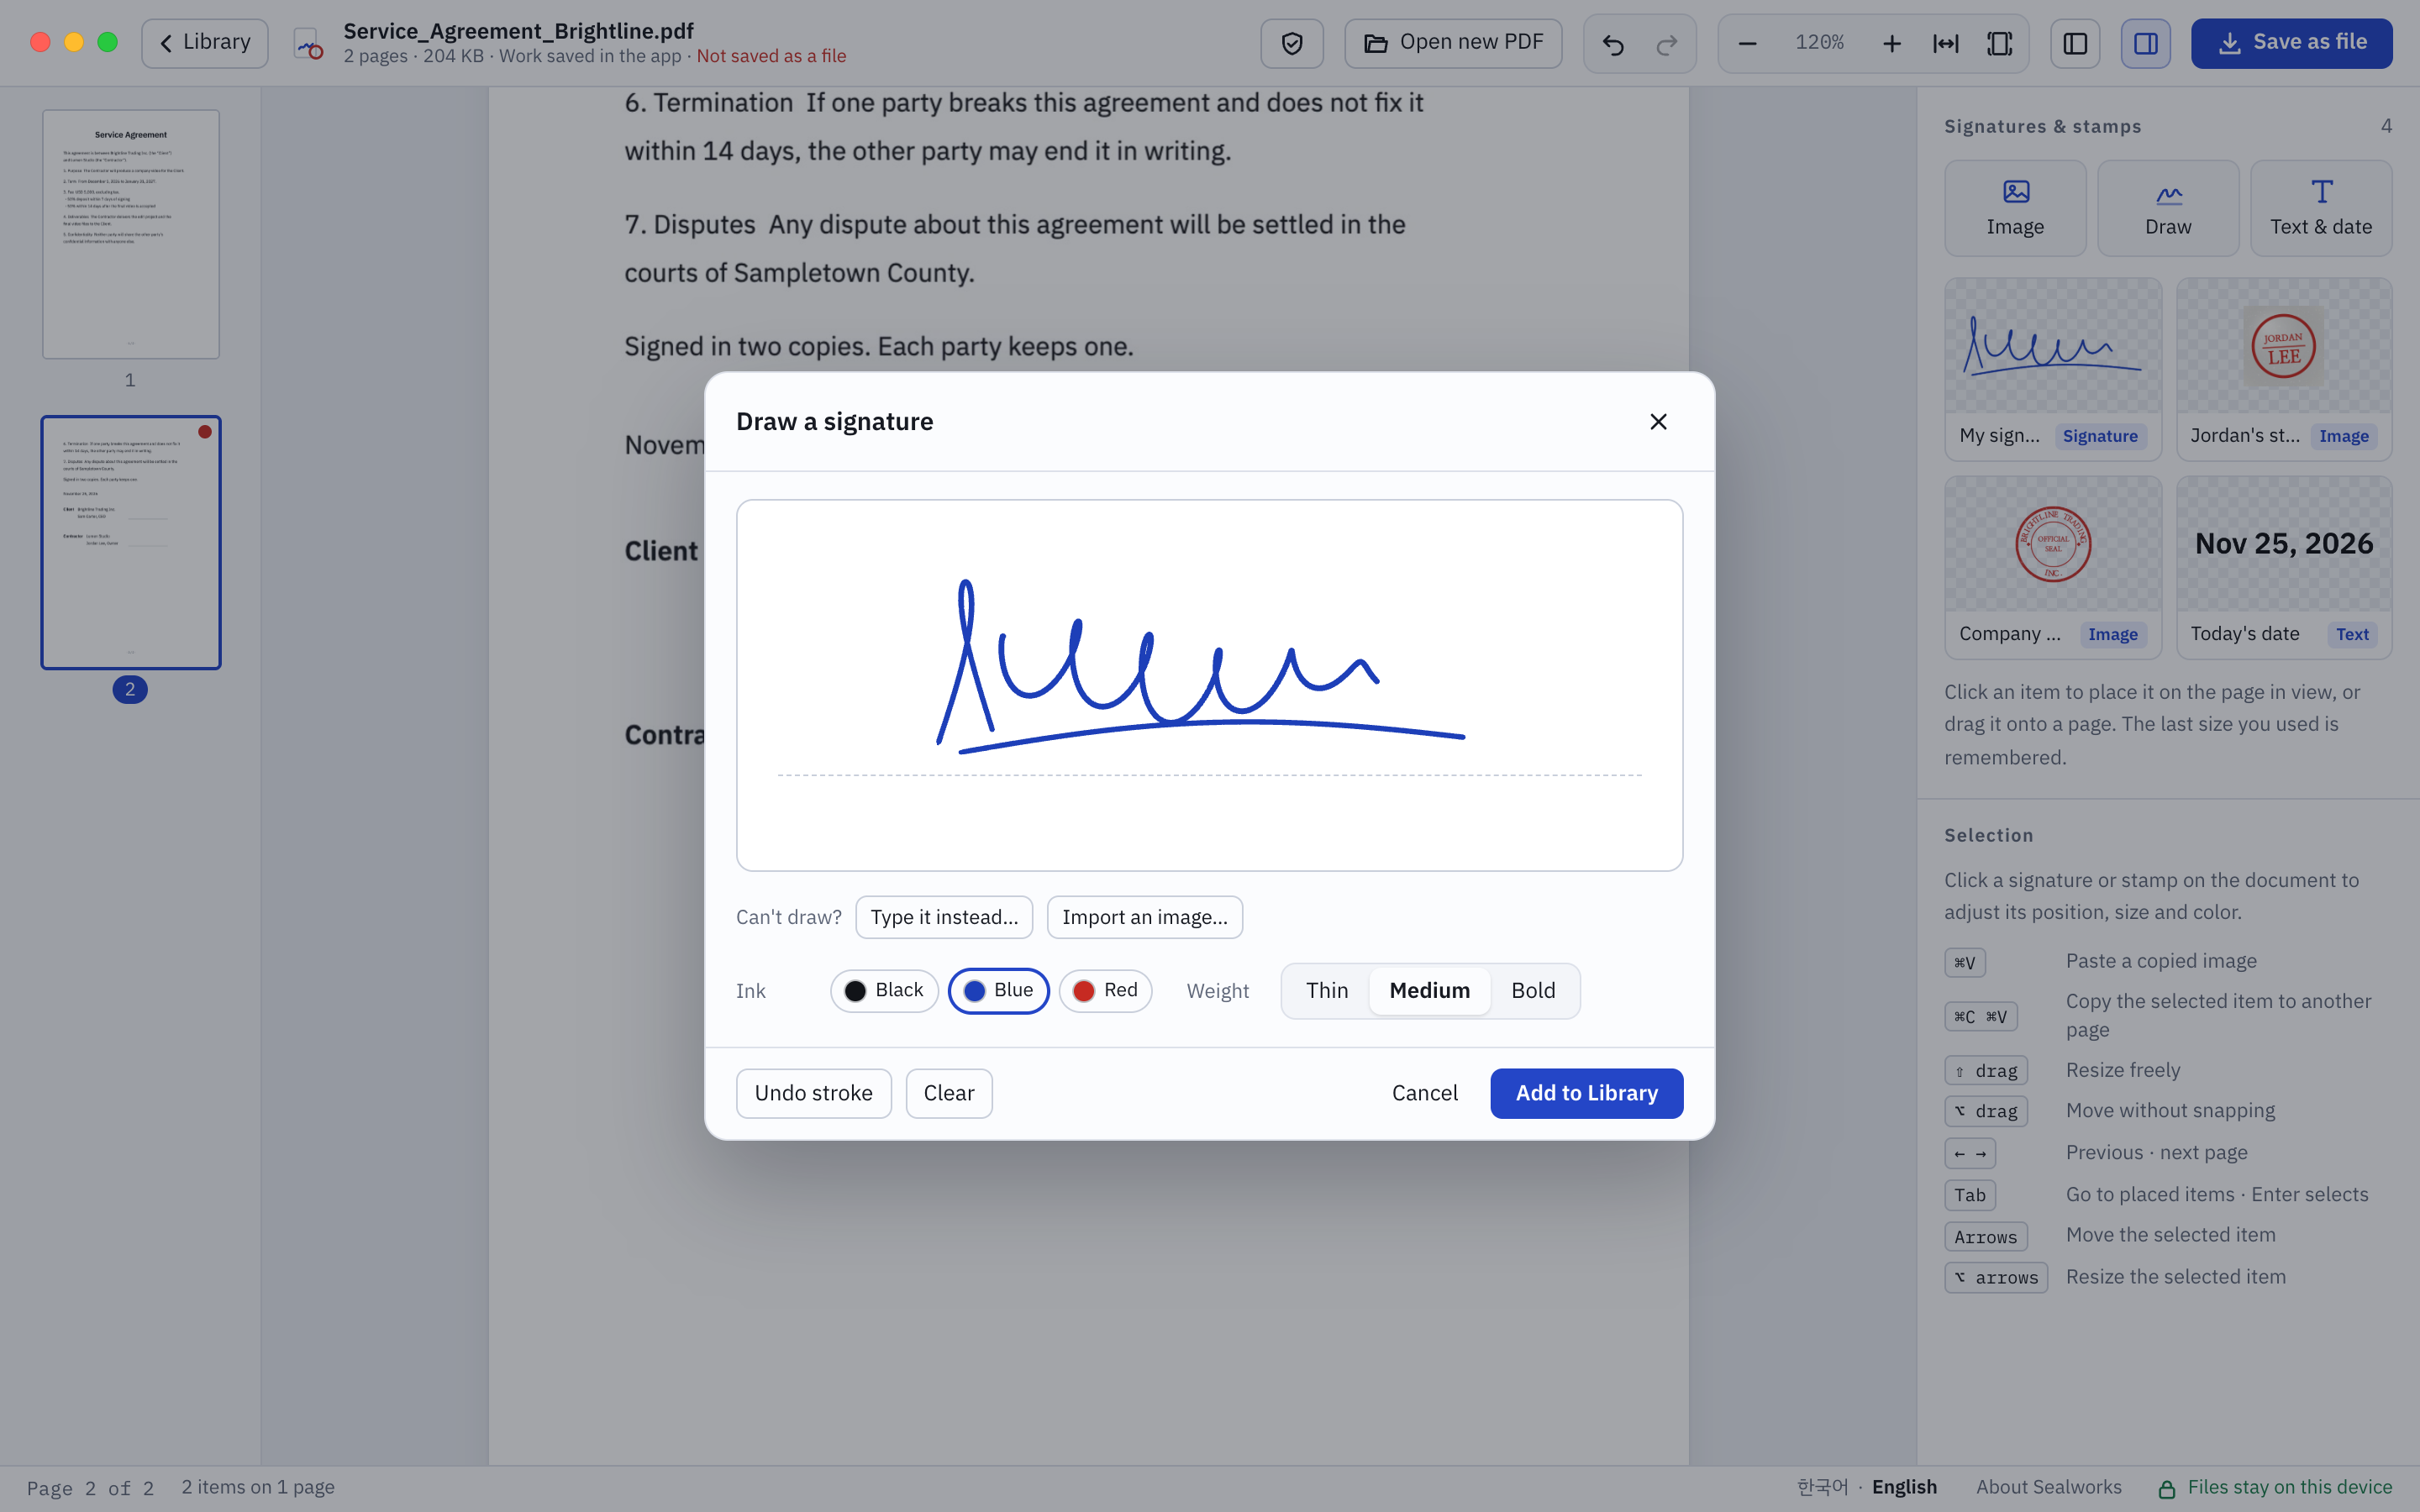 Library
Service_Agreement_Brightline.pdf
2 pages · 204 KB · Work saved in the app · Not saved as a file
Open new PDF
120%
Save as file
Service Agreement
1
2
6. Termination If one party breaks this agreement and does not fix it
within 14 days, the other party may end it in writing.
7. Disputes Any dispute about this agreement will be settled in the
courts of Sampletown County.
Signed in two copies. Each party keeps one.
Novem
Client
Contra
Draw a signature
Can't draw?
Type it instead...
Import an image...
Ink
Black
Blue
Red
Weight
Thin
Medium
Bold
Undo stroke
Clear
Cancel
Add to Library
Signatures & stamps
4
Image
Draw
Text & date
My sign...
Signature
JORDAN
LEE
Jordan's st...
Image
BRIGHTLINE TRADING
OFFICIAL
SEAL
INC.
Company ...
Image
Nov 25, 2026
Today's date
Text
Click an item to place it on the page in view, or
drag it onto a page. The last size you used is
remembered.
Selection
Click a signature or stamp on the document to
adjust its position, size and color.
⌘V Paste a copied image
⌘C ⌘V Copy the selected item to another
page
⇧ drag Resize freely
⌥ drag Move without snapping
← → Previous · next page
Tab Go to placed items · Enter selects
Arrows Move the selected item
⌥ arrows Resize the selected item
Page 2 of 2
2 items on 1 page
한국어 · English
About Sealworks
Files stay on this device